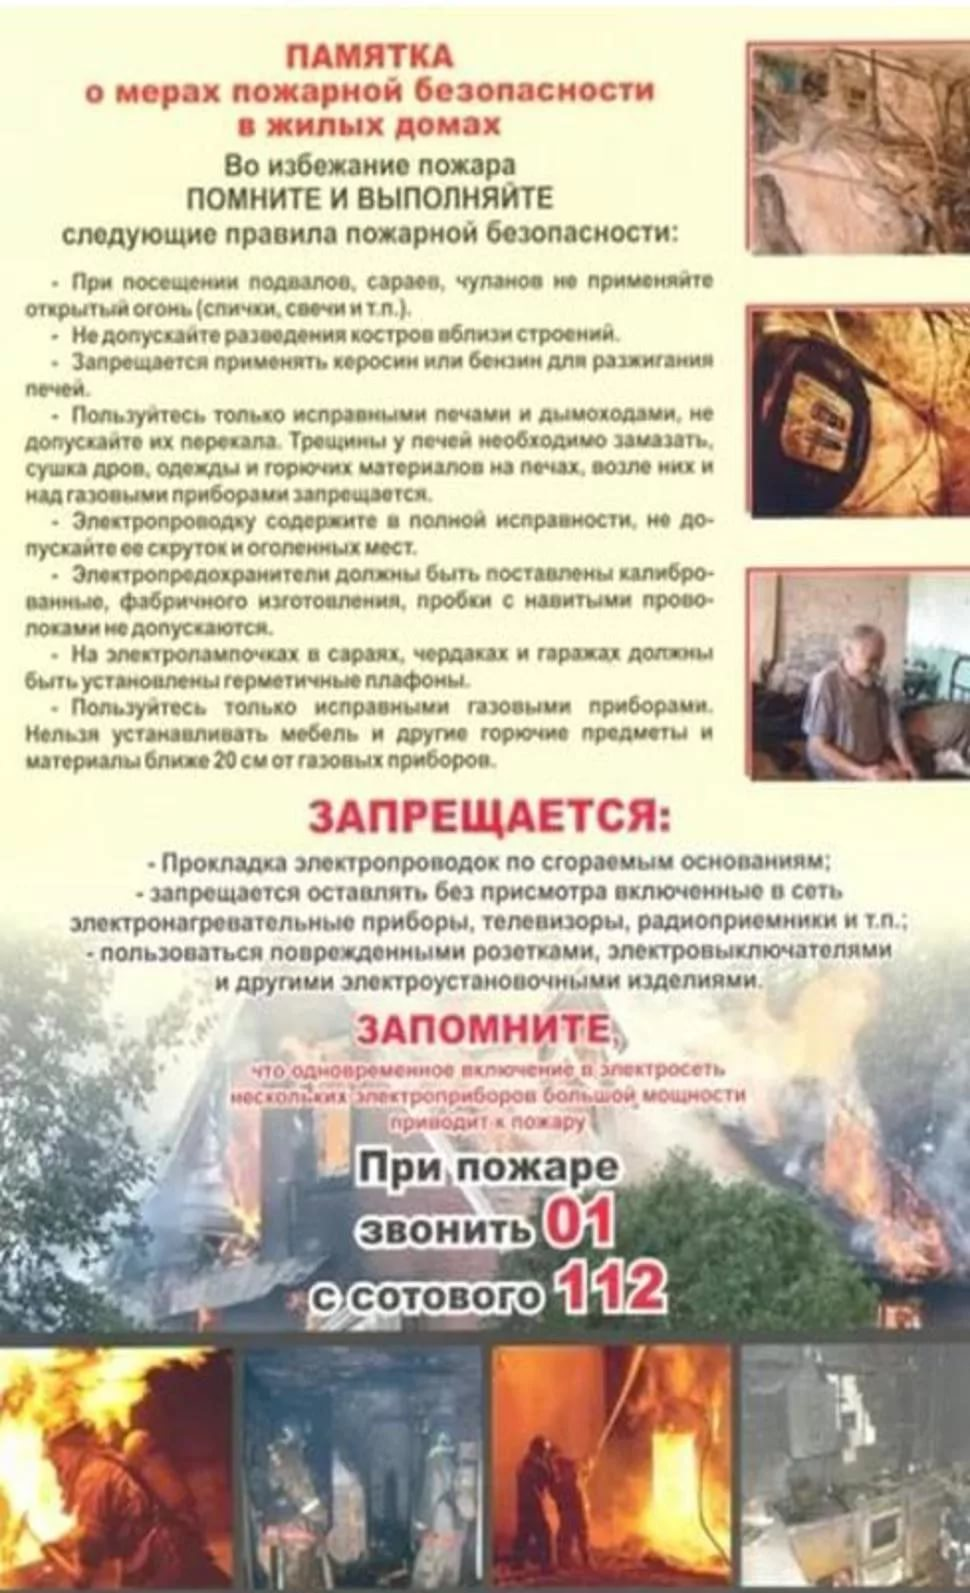 ПАМЯТКА
о мерах пожарной безопасности
в жилых домах
Во избежание пожара
ПОМНИТЕ И ВЫПОЛНЯЙТЕ
следующие правила пожарной безопасности:
- При посещении подвалов, сараев, чуланов не применяйте
открытый огонь (спички, свечи и т.п.).
- Не допускайте разведения костров вблизи строений.
- Запрещается применять керосин или бензин для разжигания
печей.
- Пользуйтесь только исправными печами и дымоходами, не
допускайте их перекала. Трещины у печей необходимо замазать,
сушка дров, одежды и горючих материалов на печах, возле них и
над газовыми приборами запрещается.
- Электропроводку содержите в полной исправности, не до-
пускайте ее скруток и оголенных мест.
- Электропредохранители должны быть поставлены калибро-
ванные, фабричного изготовления, пробки с навитыми прово-
локами не допускаются.
- На электролампочках в сараях, чердаках и гаражах должны
быть установлены герметичные плафоны.
- Пользуйтесь только исправными газовыми приборами.
Нельзя устанавливать мебель и другие горючие предметы и
материалы ближе 20 см от газовых приборов.
ЗАПРЕЩАЕТСЯ:
- Прокладка электропроводок по сгораемым основаниям;
- запрещается оставлять без присмотра включенные в сеть
электронагревательные приборы, телевизоры, радиоприемники и т.п.;
- пользоваться поврежденными розетками, электровыключателями
и другими электроустановочными изделиями.
ЗАПОМНИТЕ,
что одновременное включение в электросеть
нескольких электроприборов большой мощности
приводит к пожару
При пожаре
звонить 01
с сотового 112